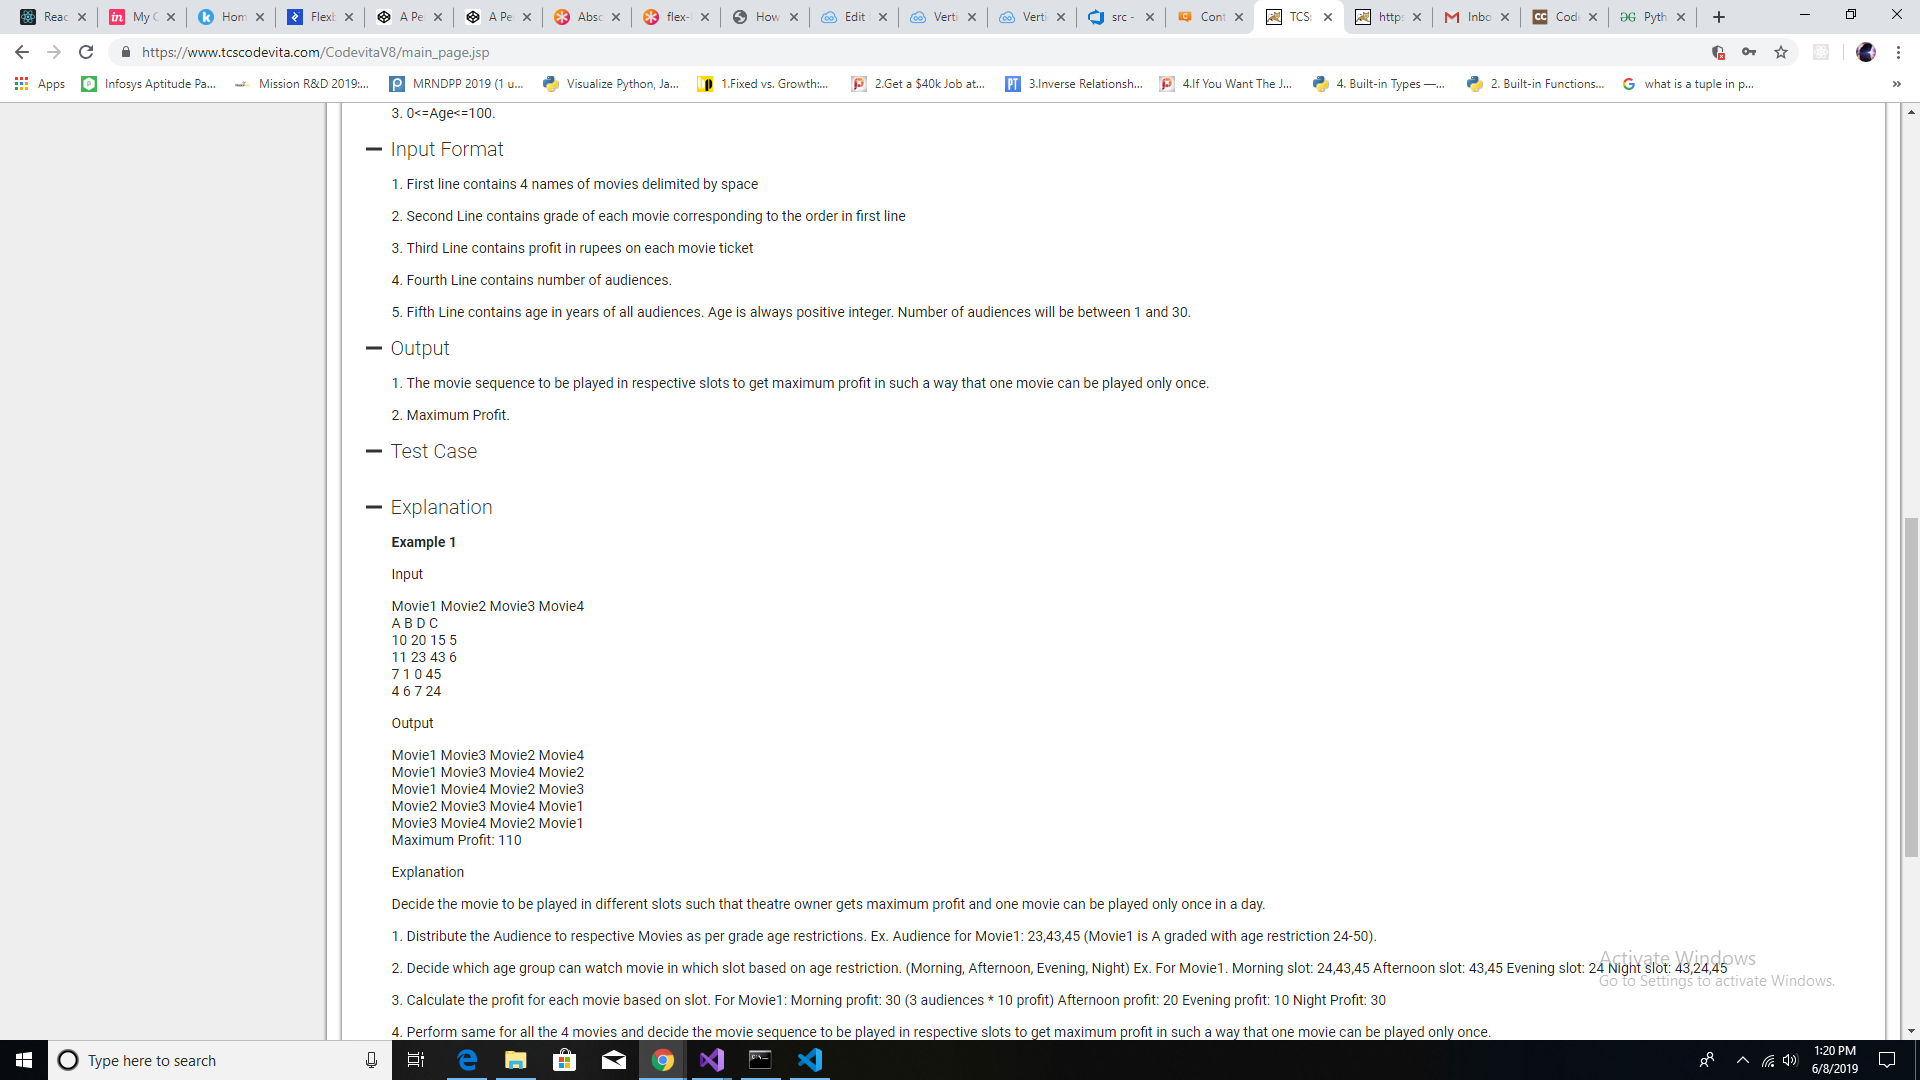 Reac
My C
Hom
Flexb
A Pe
A Pe
Abso
flex-
How
Edit
Verti
Verti
src -
Cont
TCS:
https
Inbo
Code
Pyth
https://www.tcscodevita.com/CodevitaV8/main_page.jsp
Apps
Infosys Aptitude Pa...
Mission R&D 2019:...
MRNDPP 2019 (1 u...
Visualize Python, Ja...
1.Fixed vs. Growth:...
2.Get a $40k Job at...
3.Inverse Relationsh...
4.If You Want The J...
4. Built-in Types —...
2. Built-in Functions...
what is a tuple in p...
3. 0<=Age<=100.
Input Format
1. First line contains 4 names of movies delimited by space
2. Second Line contains grade of each movie corresponding to the order in first line
3. Third Line contains profit in rupees on each movie ticket
4. Fourth Line contains number of audiences.
5. Fifth Line contains age in years of all audiences. Age is always positive integer. Number of audiences will be between 1 and 30.
Output
1. The movie sequence to be played in respective slots to get maximum profit in such a way that one movie can be played only once.
2. Maximum Profit.
Test Case
Explanation
Example 1
Input
Movie1 Movie2 Movie3 Movie4
A B D C
10 20 15 5
11 23 43 6
7 1 0 45
4 6 7 24
Output
Movie1 Movie3 Movie2 Movie4
Movie1 Movie3 Movie4 Movie2
Movie1 Movie4 Movie2 Movie3
Movie2 Movie3 Movie4 Movie1
Movie3 Movie4 Movie2 Movie1
Maximum Profit: 110
Explanation
Decide the movie to be played in different slots such that theatre owner gets maximum profit and one movie can be played only once in a day.
1. Distribute the Audience to respective Movies as per grade age restrictions. Ex. Audience for Movie1: 23,43,45 (Movie1 is A graded with age restriction 24-50).
2. Decide which age group can watch movie in which slot based on age restriction. (Morning, Afternoon, Evening, Night) Ex. For Movie1. Morning slot: 24,43,45 Afternoon slot: 43,45 Evening slot: 24 Night slot: 43,24,45
3. Calculate the profit for each movie based on slot. For Movie1: Morning profit: 30 (3 audiences * 10 profit) Afternoon profit: 20 Evening profit: 10 Night Profit: 30
4. Perform same for all the 4 movies and decide the movie sequence to be played in respective slots to get maximum profit in such a way that one movie can be played only once.
Activate Windows
Go to Settings to activate Windows.
Type here to search
1:20 PM
6/8/2019